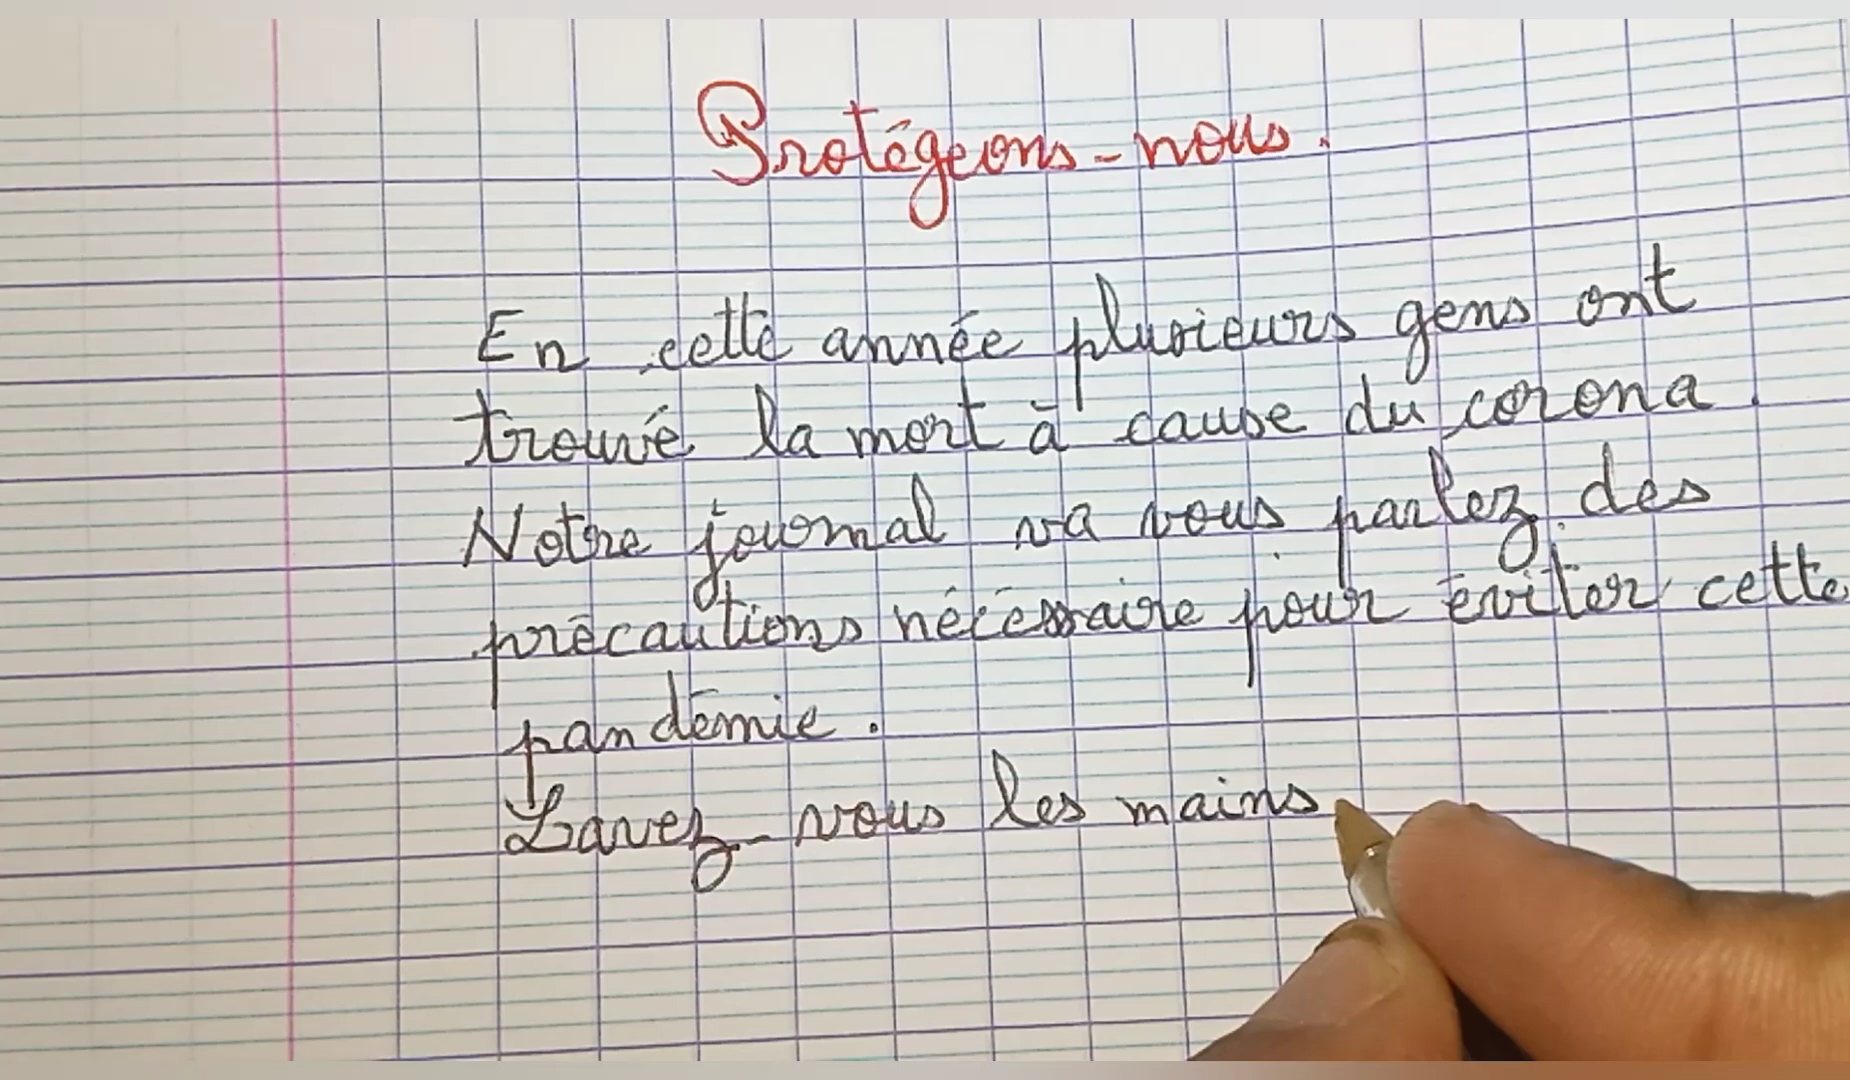 Protégeons-nous.
En cette année plusieurs gens ont
trouvé la mort à cause du corona.
Notre journal va vous parlez des
précautions nécéssaire pour éviter cette
pandémie.
Lavez-vous les mains